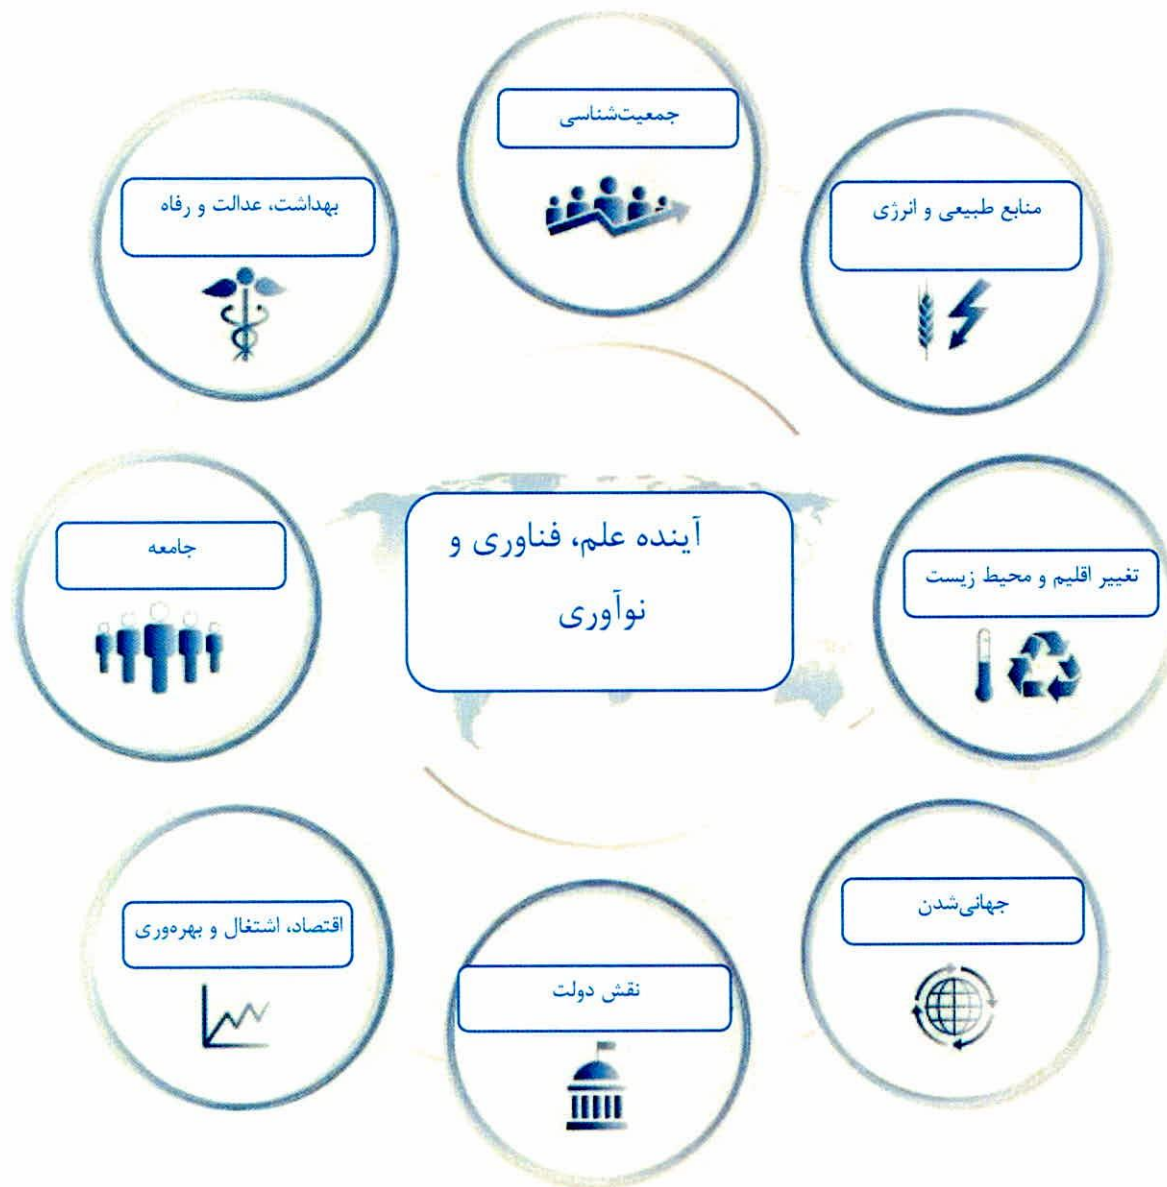 جمعیت‌شناسی
منابع طبیعی و انرژی
بهداشت، عدالت و رفاه
تغییر اقلیم و محیط زیست
آینده علم، فناوری و
نوآوری
جامعه
جهانی‌شدن
اقتصاد، اشتغال و بهره‌وری
نقش دولت